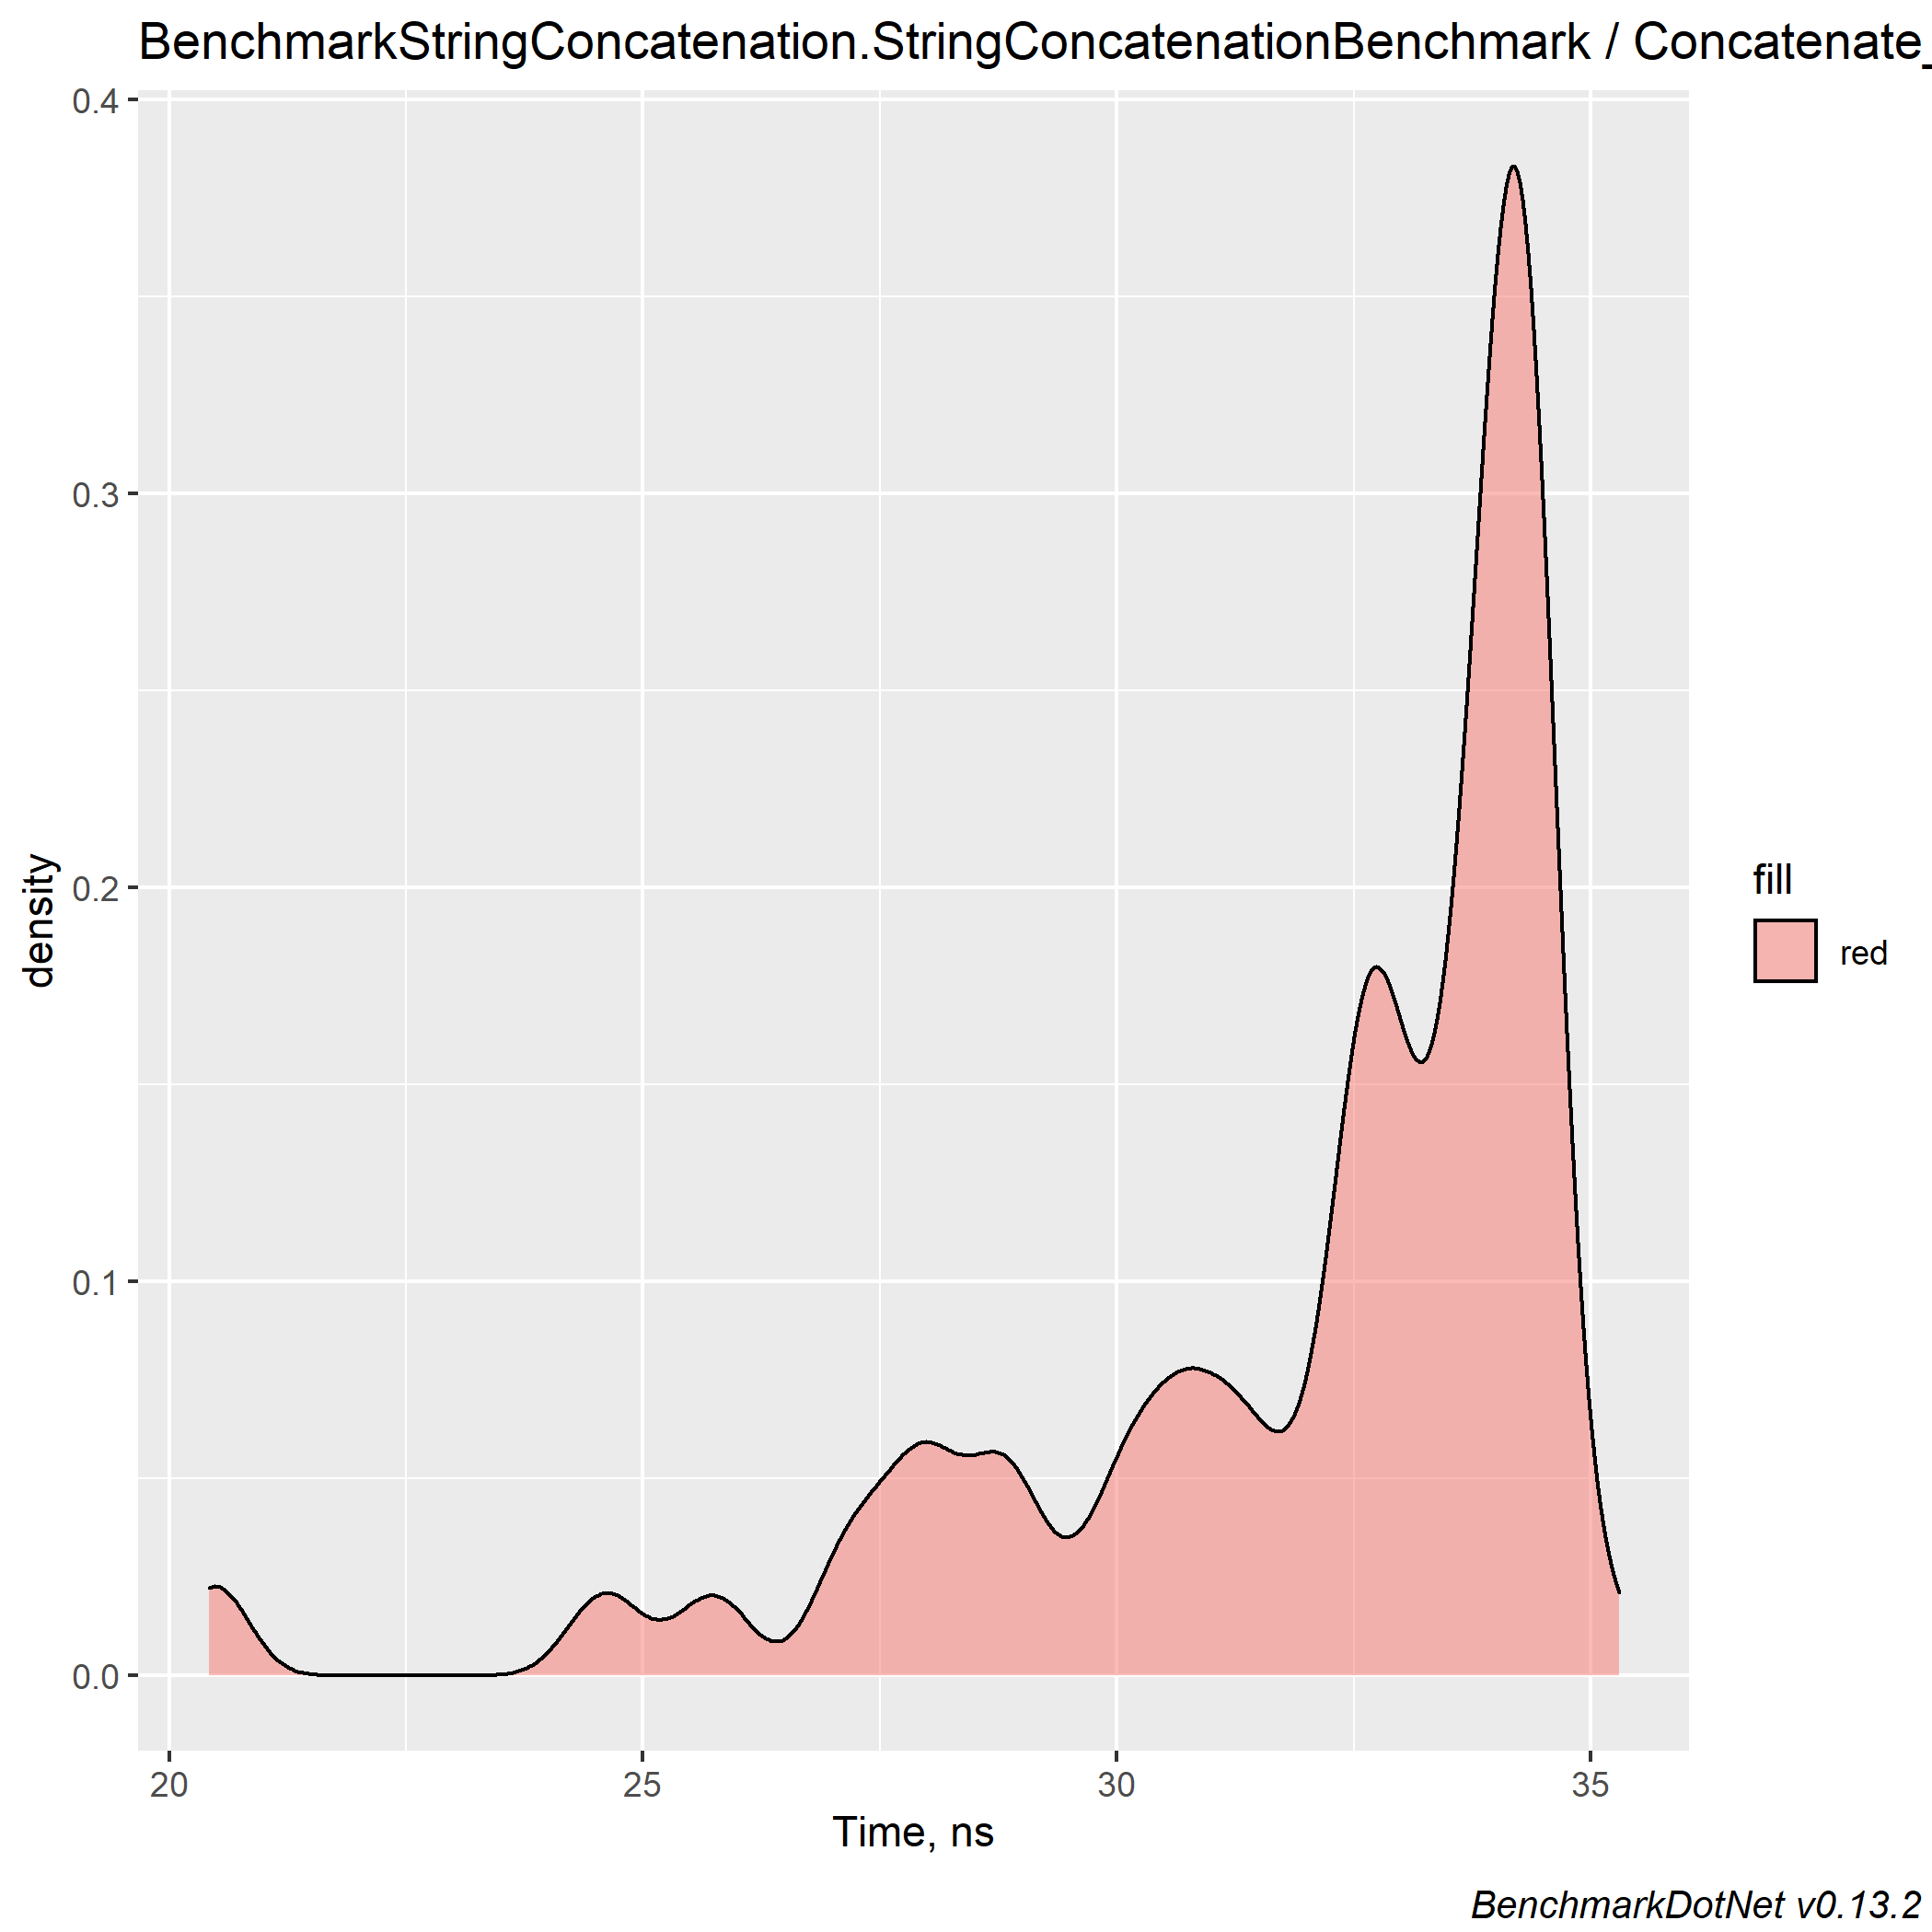 BenchmarkStringConcatenation.StringConcatenationBenchmark / Concatenate_
0.4
0.3
0.2
0.1
0.0
density
20 25 30 35
Time, ns
fill
red
BenchmarkDotNet v0.13.2